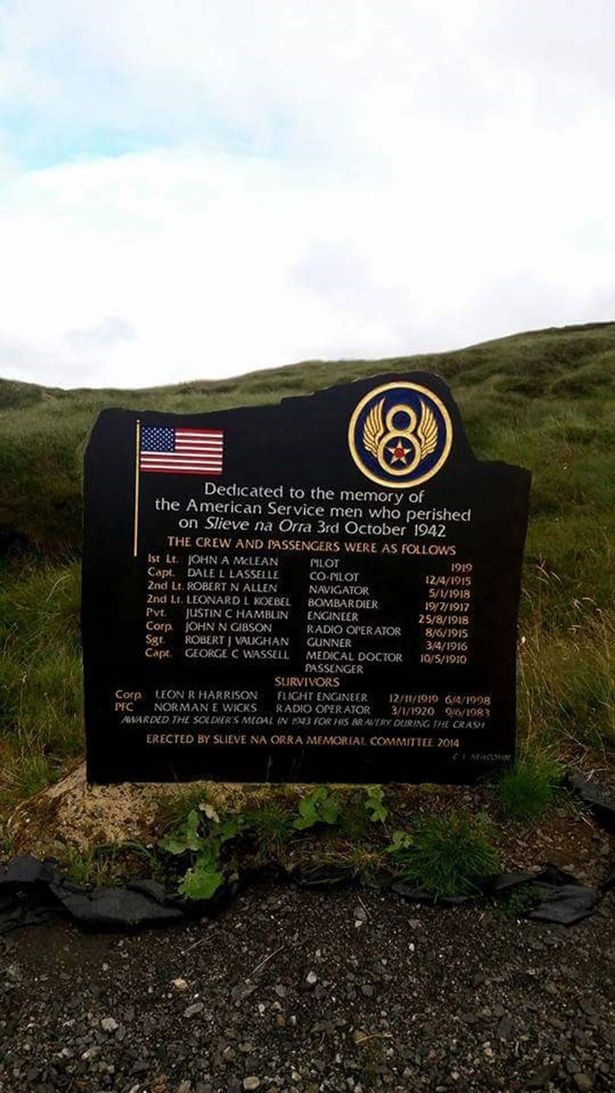 8
Dedicated to the memory of
the American Service men who perished
on Slieve na Orra 3rd October 1942
THE CREW AND PASSENGERS WERE AS FOLLOWS
1st Lt. JOHN A McLEAN PILOT 1919
Capt. DALE L LASSELLE CO-PILOT 12/4/1915
2nd Lt. ROBERT N ALLEN NAVIGATOR 5/1/1918
2nd Lt. LEONARD L KOEBEL BOMBARDIER 19/7/1917
Pvt. JUSTIN C HAMBLIN ENGINEER 25/8/1918
Corp. JOHN N GIBSON RADIO OPERATOR 8/6/1915
Sgt. ROBERT J VAUGHAN GUNNER 3/4/1916
Capt. GEORGE C WASSELL MEDICAL DOCTOR 10/5/1910
PASSENGER
SURVIVORS
Corp. LEON R HARRISON FLIGHT ENGINEER 12/11/1919 6/4/1998
PFC NORMAN E WICKS RADIO OPERATOR 3/1/1920 9/6/1983
AWARDED THE SOLDIER'S MEDAL IN 1943 FOR HIS BRAVERY DURING THE CRASH
ERECTED BY SLIEVE NA ORRA MEMORIAL COMMITTEE 2014